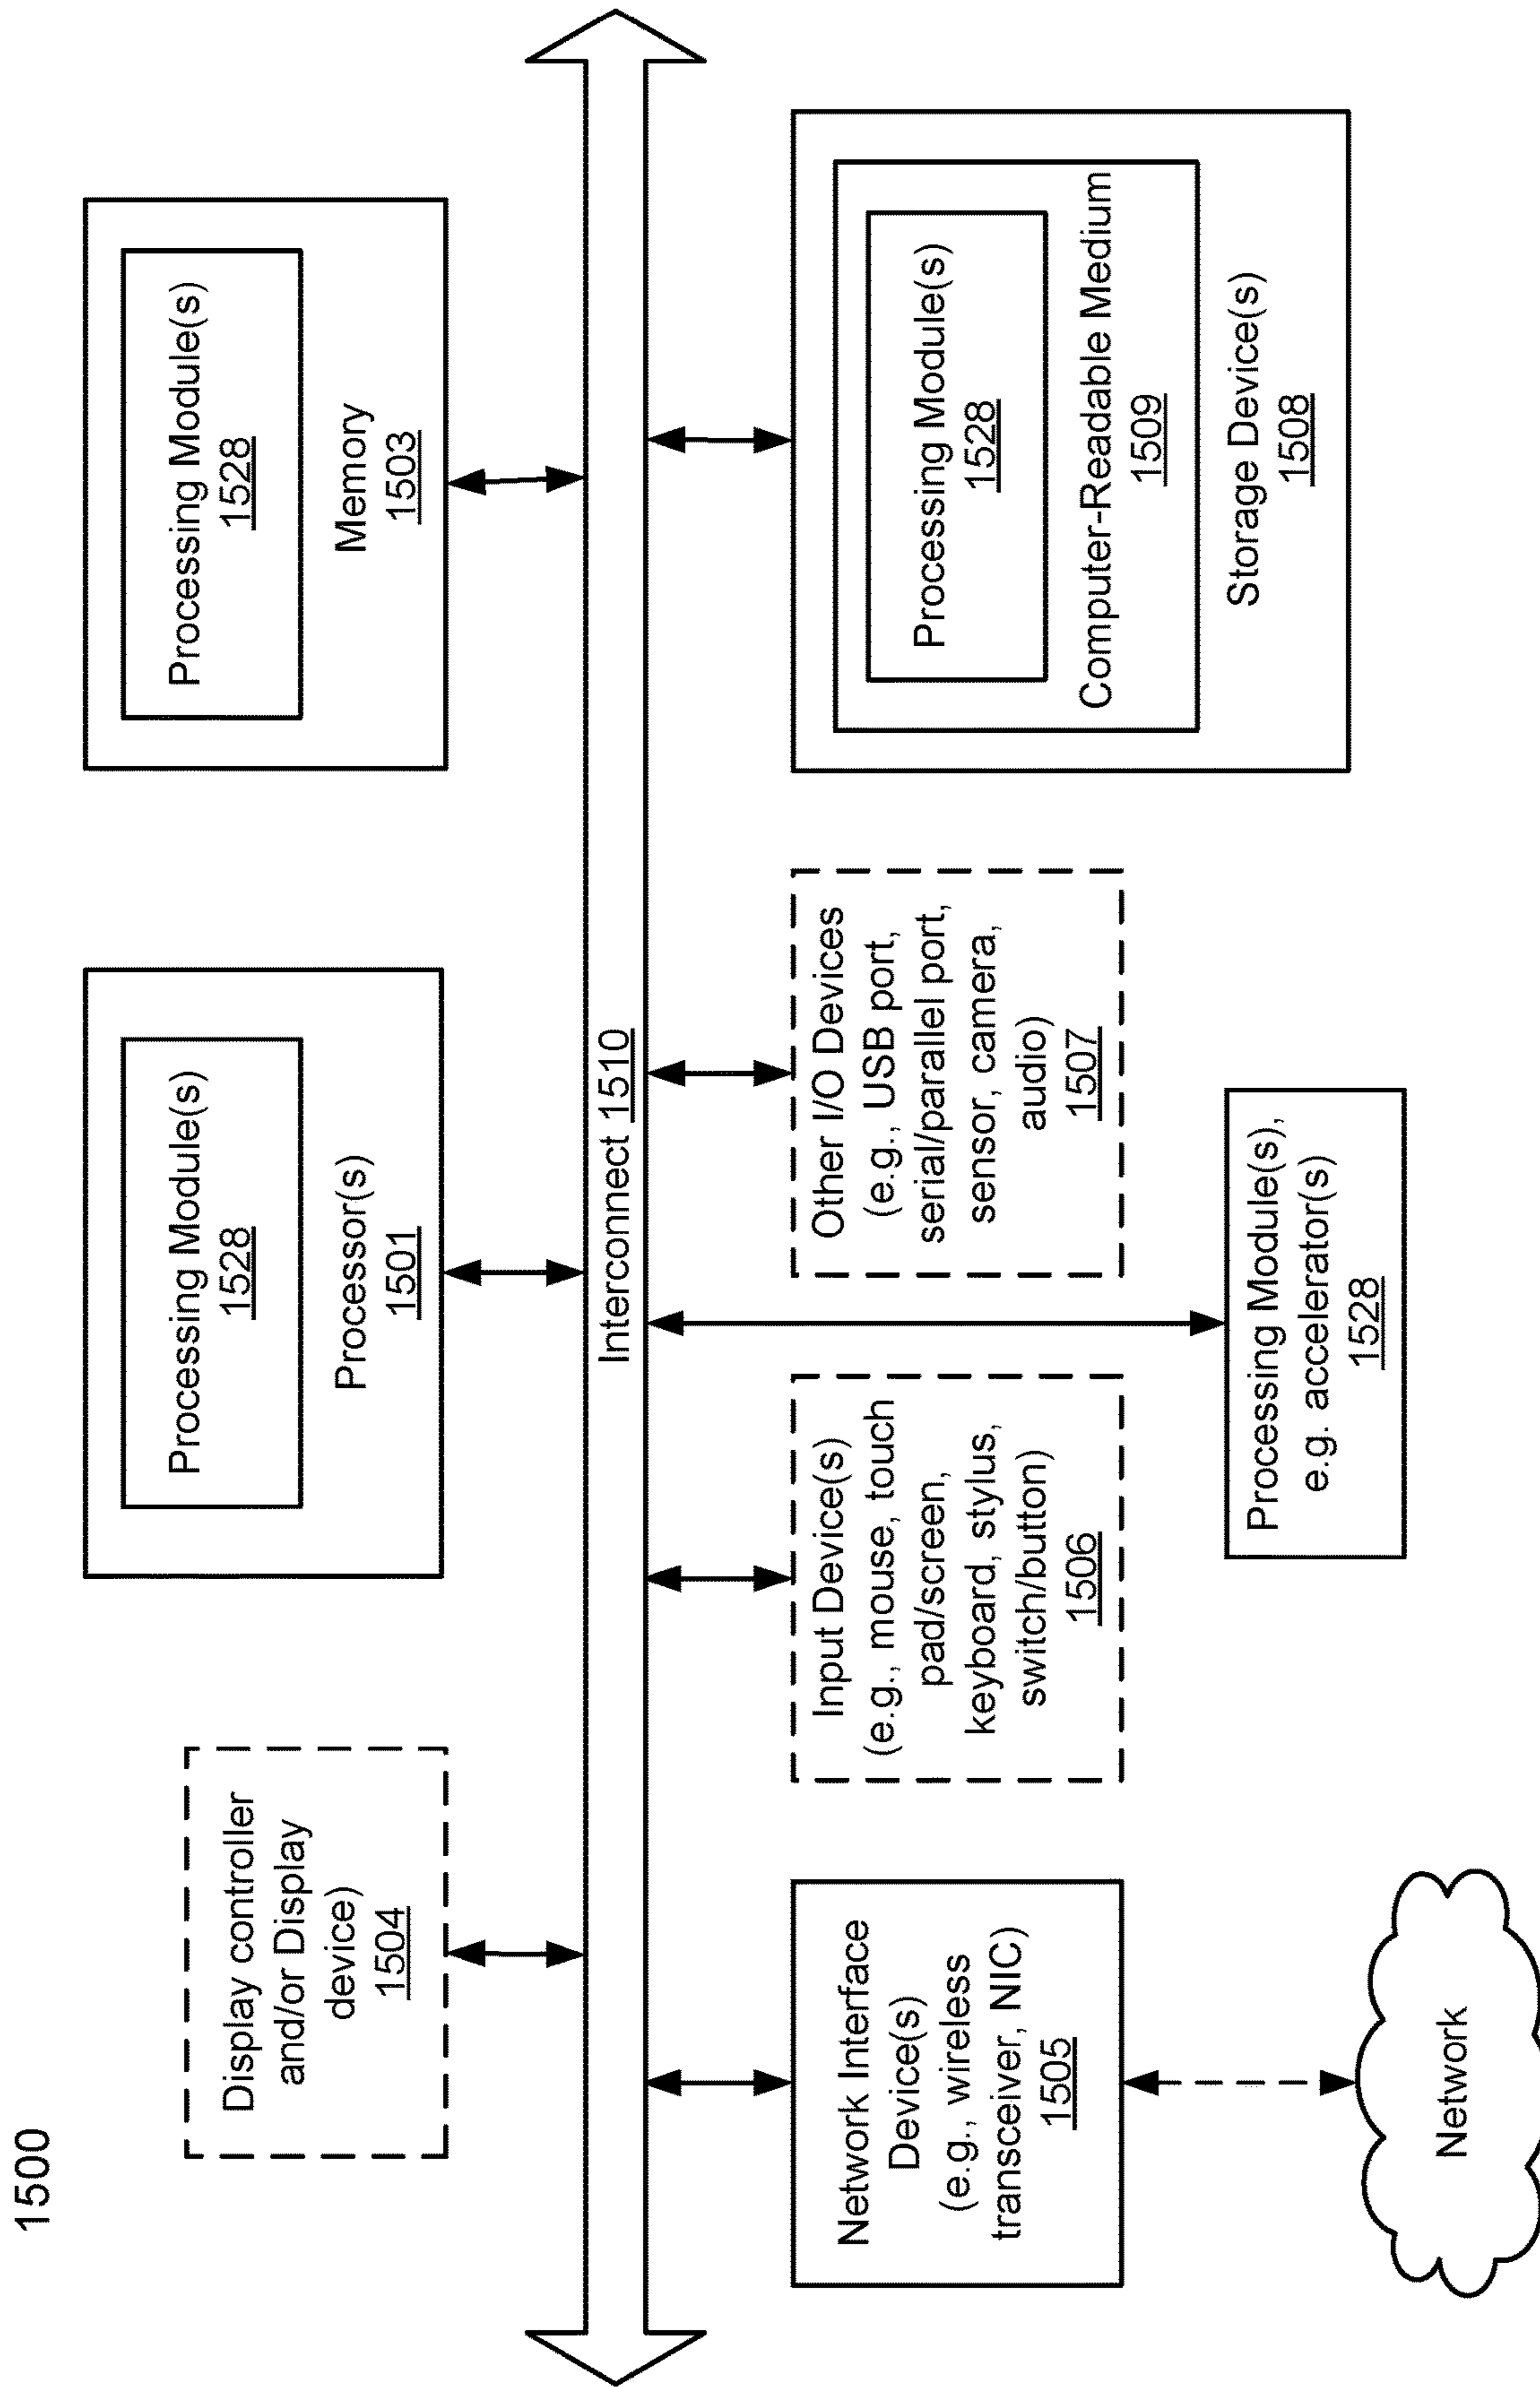 1500
Display controller
and/or Display
device)
1504
Processing Module(s)
1528
Processor(s)
1501
Processing Module(s)
1528
Memory
1503
Interconnect 1510
Network Interface
Device(s)
(e.g., wireless
transceiver, NIC)
1505
Input Device(s)
(e.g., mouse, touch
pad/screen,
keyboard, stylus,
switch/button)
1506
Other I/O Devices
(e.g., USB port,
serial/parallel port,
sensor, camera,
audio)
1507
Processing Module(s)
1528
Computer-Readable Medium
1509
Storage Device(s)
1508
Processing Module(s),
e.g. accelerator(s)
1528
Network